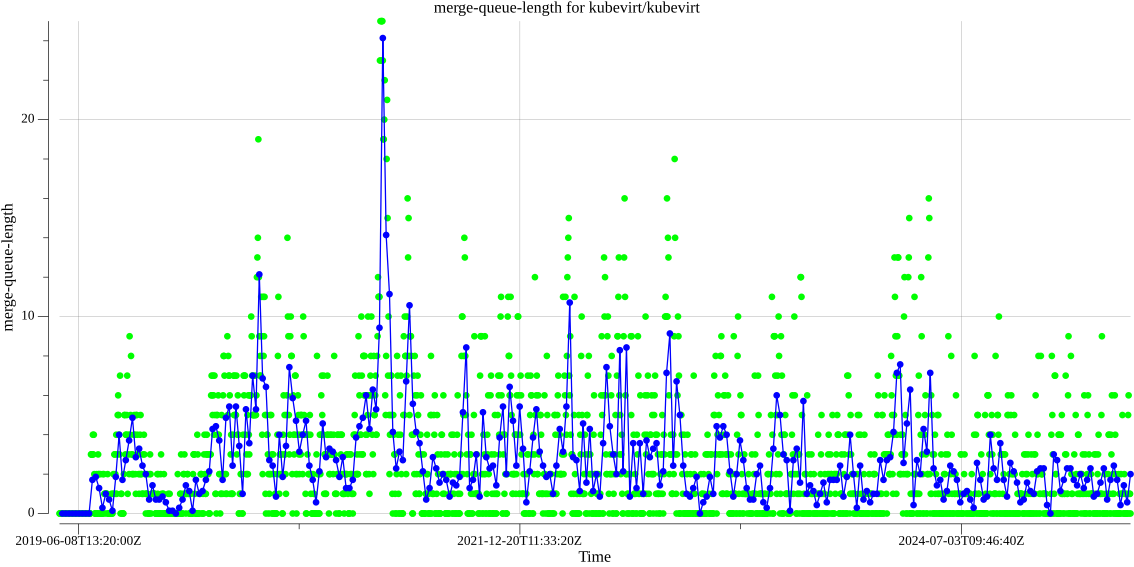 merge-queue-length for kubevirt/kubevirt
merge-queue-length
20
10
0
2019-06-08T13:20:00Z
2021-12-20T11:33:20Z
2024-07-03T09:46:40Z
Time